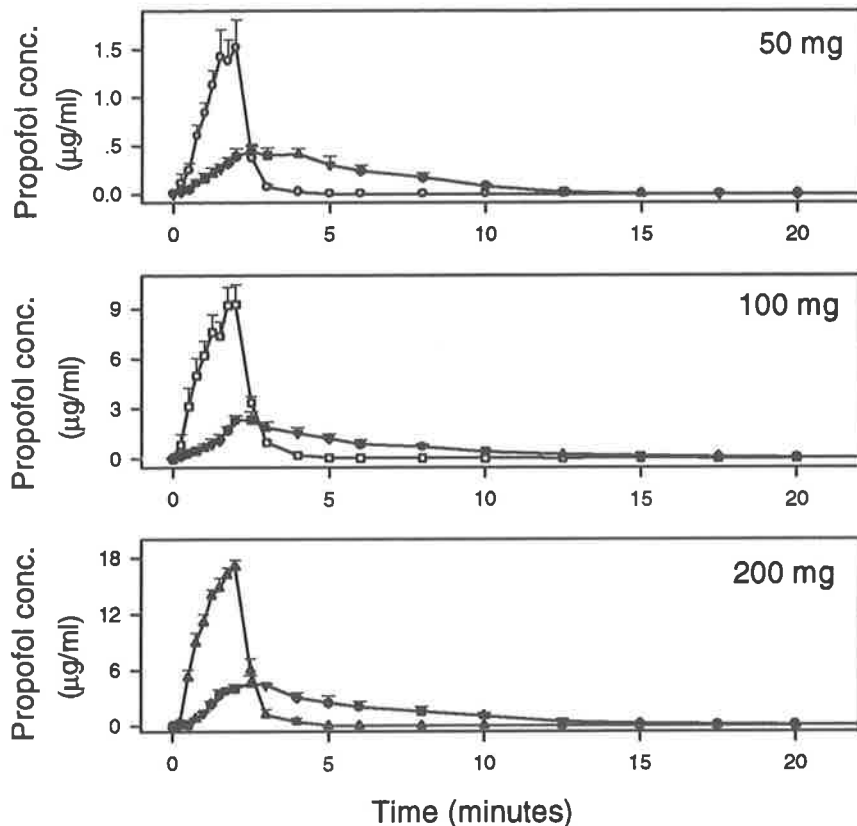 50 mg
Propofol conc.
(μg/ml)
1.5
1.0
.5
0.0
0 5 10 15 20
100 mg
Propofol conc.
(μg/ml)
9
6
3
0
0 5 10 15 20
200 mg
Propofol conc.
(μg/ml)
18
12
6
0
0 5 10 15 20
Time (minutes)